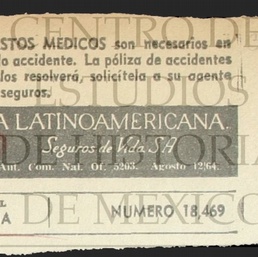 CENTRO DE
STOS MEDICOS son necesarios en
o accidente. La póliza de accidentes
los resolverá, solicítela a su agente
seguros.
ESTUDIOS
A LATINOAMERICANA,
Seguros de Vida, S.A
Aut. Com. Nal. Of. 5203. Agosto 12/64.
DE HISTORIA
A
NUMERO 18,469
DE MEXICO